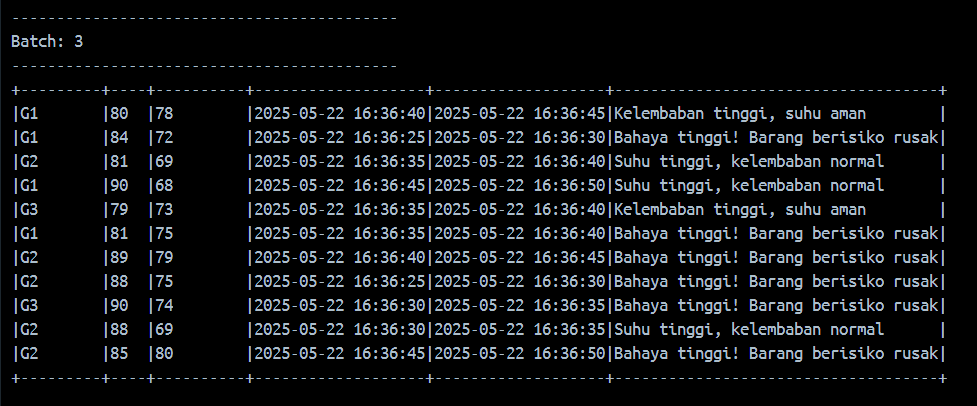 -------------------------------------------
Batch: 3
-------------------------------------------
+---------+----+----------+-------------------+-------------------+------------------------------------+
|G1       |80  |78        |2025-05-22 16:36:40|2025-05-22 16:36:45|Kelembaban tinggi, suhu aman        |
|G1       |84  |72        |2025-05-22 16:36:25|2025-05-22 16:36:30|Bahaya tinggi! Barang berisiko rusak|
|G2       |81  |69        |2025-05-22 16:36:35|2025-05-22 16:36:40|Suhu tinggi, kelembaban normal      |
|G1       |90  |68        |2025-05-22 16:36:45|2025-05-22 16:36:50|Suhu tinggi, kelembaban normal      |
|G3       |79  |73        |2025-05-22 16:36:35|2025-05-22 16:36:40|Kelembaban tinggi, suhu aman        |
|G1       |81  |75        |2025-05-22 16:36:35|2025-05-22 16:36:40|Bahaya tinggi! Barang berisiko rusak|
|G2       |89  |79        |2025-05-22 16:36:40|2025-05-22 16:36:45|Bahaya tinggi! Barang berisiko rusak|
|G2       |88  |75        |2025-05-22 16:36:25|2025-05-22 16:36:30|Bahaya tinggi! Barang berisiko rusak|
|G3       |90  |74        |2025-05-22 16:36:30|2025-05-22 16:36:35|Bahaya tinggi! Barang berisiko rusak|
|G2       |88  |69        |2025-05-22 16:36:30|2025-05-22 16:36:35|Suhu tinggi, kelembaban normal      |
|G2       |85  |80        |2025-05-22 16:36:45|2025-05-22 16:36:50|Bahaya tinggi! Barang berisiko rusak|
+---------+----+----------+-------------------+-------------------+------------------------------------+